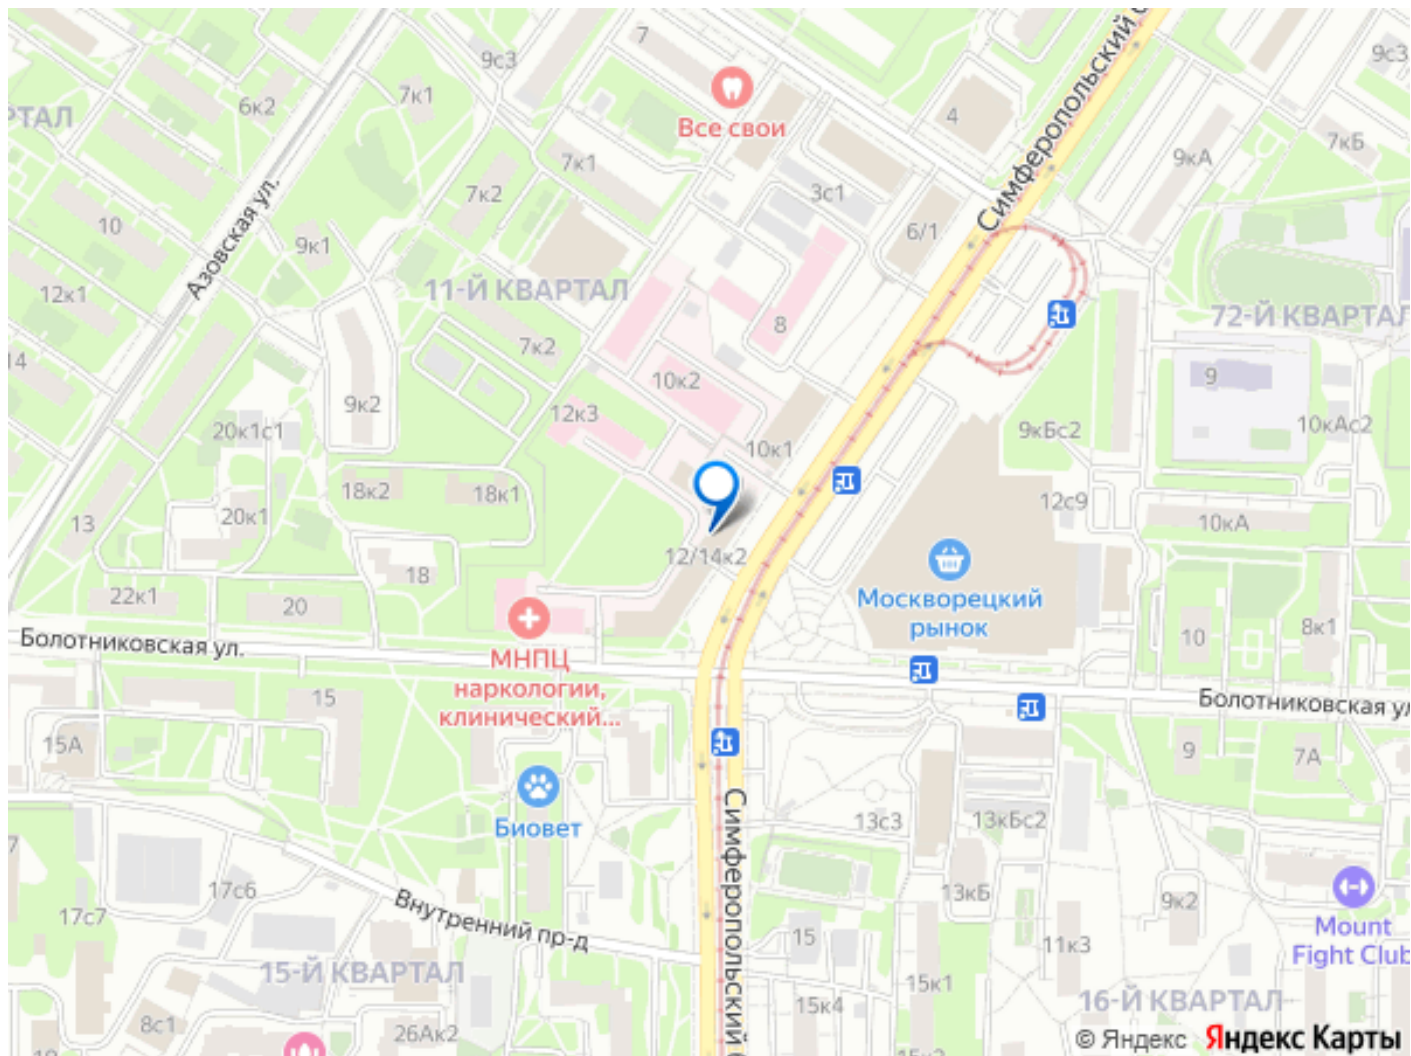 7
9с3
Симферопольский б
9с3
7к1
6к2
РТАЛ
Все свои
4
7кБ
9кА
7к1
7к2
3с1
10
6/1
9к1
Азовская ул.
11-Й КВАРТАЛ
12к1
8
72-Й КВАРТАЛ
7к2
14
10к2
9
9к2
12к3
20к1с1
9кБс2
10кАс2
10к1
18к2
18к1
12с9
20к1
13
10кА
12/14к2
18
22к1
20
Москворецкий
рынок
8к1
10
Болотниковская ул.
МНПЦ
наркологии,
клинический...
15
Болотниковская ул
15А
9
7А
Симферопольский б
13с3
13кБс2
Биовет
17с6
13кБ
9к2
17с7
7
Внутренний пр-д
Mount
Fight Club
15
11к3
15-Й КВАРТАЛ
15к1
16-Й КВАРТАЛ
15к4
8с1
26Ак2
© Яндекс Яндекс Карты